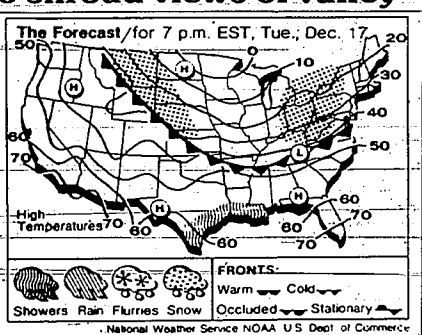 The Forecast/for 7 p.m. EST, Tue., Dec. 17
50
H
H
0
10
20
30
40
50
L
60
70
H
H
60
70
High
Temperatures
70
60
60
70
Showers Rain Flurries Snow
FRONTS:
Warm Cold
Occluded Stationary
National Weather Service NOAA U S Dept of Commerce